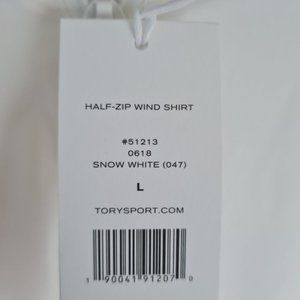 HALF-ZIP WIND SHIRT
#51213
0618
SNOW WHITE (047)
L
TORYSPORT.COM
1 90041 91207 0